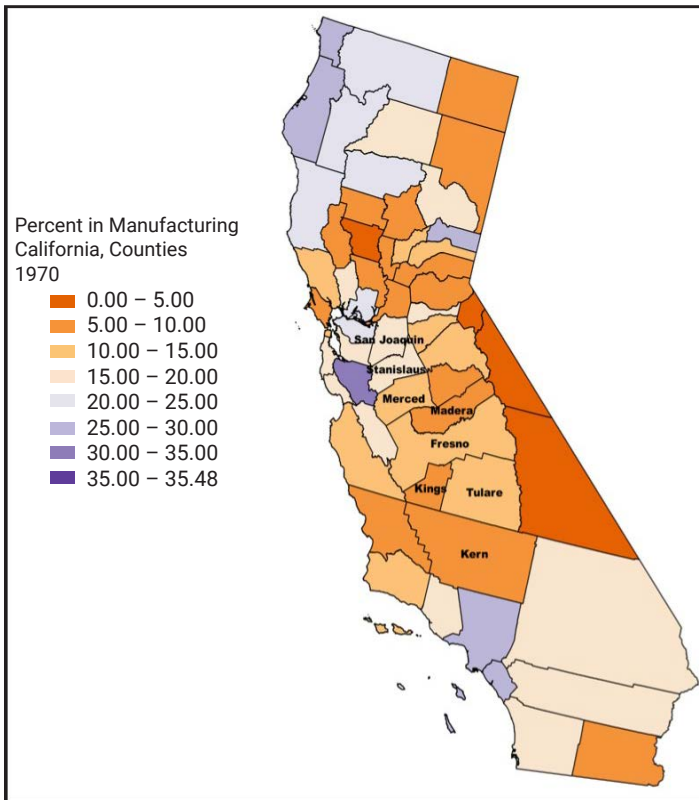 Percent in Manufacturing
California, Counties
1970
0.00 – 5.00
5.00 – 10.00
10.00 – 15.00
15.00 – 20.00
20.00 – 25.00
25.00 – 30.00
30.00 – 35.00
35.00 – 35.48
San Joaquin
Stanislaus
Merced
Madera
Fresno
Kings
Tulare
Kern